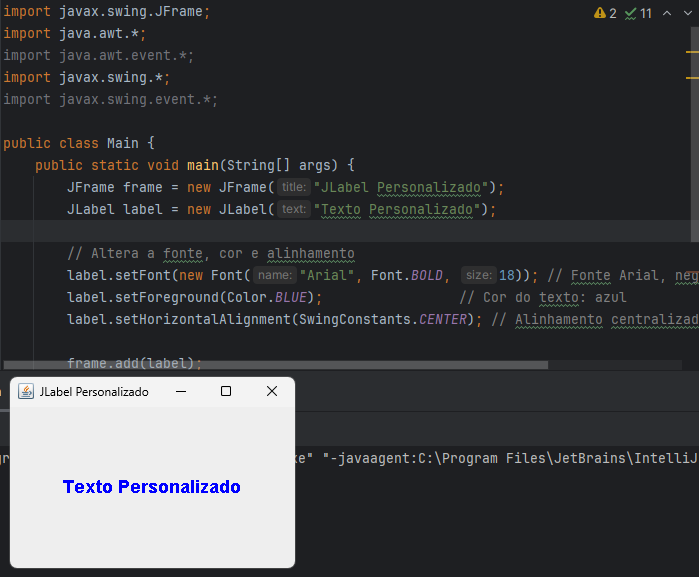 import javax.swing.JFrame;
2 11
import java.awt.*;
import java.awt.event.*;
import javax.swing.*;
import javax.swing.event.*;
public class Main {
public static void main(String[] args) {
JFrame frame = new JFrame( title: "JLabel Personalizado");
JLabel label = new JLabel( text: "Texto Personalizado");
// Altera a fonte, cor e alinhamento
label.setFont(new Font( name: "Arial", Font.BOLD, size: 18)); // Fonte Arial, neg
label.setForeground(Color.BLUE); // Cor do texto: azul
label.setHorizontalAlignment(SwingConstants.CENTER); // Alinhamento centralizad
frame.add(label);
JLabel Personalizado
xe" "-javaagent:C:\Program Files\JetBrains\IntelliJ
Texto Personalizado